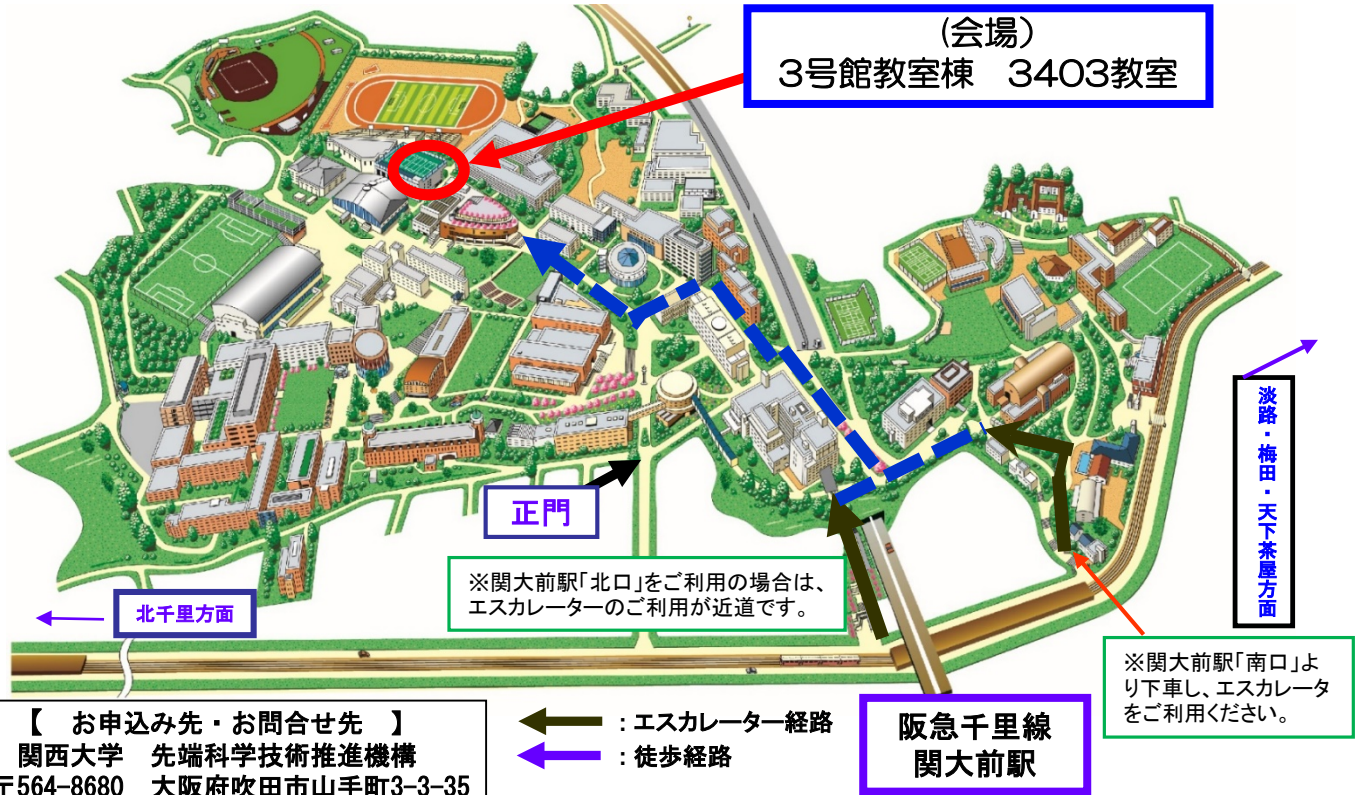 (会場)
3号館教室棟　3403教室
淡路・梅田・天下茶屋方面
正門
※関大前駅「北口」をご利用の場合は、
エスカレーターのご利用が近道です。
北千里方面
※関大前駅「南口」よ
り下車し、エスカレータ
をご利用ください。
【　お申込み先・お問合せ先　】
関西大学　先端科学技術推進機構
〒564-8680　大阪府吹田市山手町3-3-35
：エスカレーター経路
：徒歩経路
阪急千里線
関大前駅